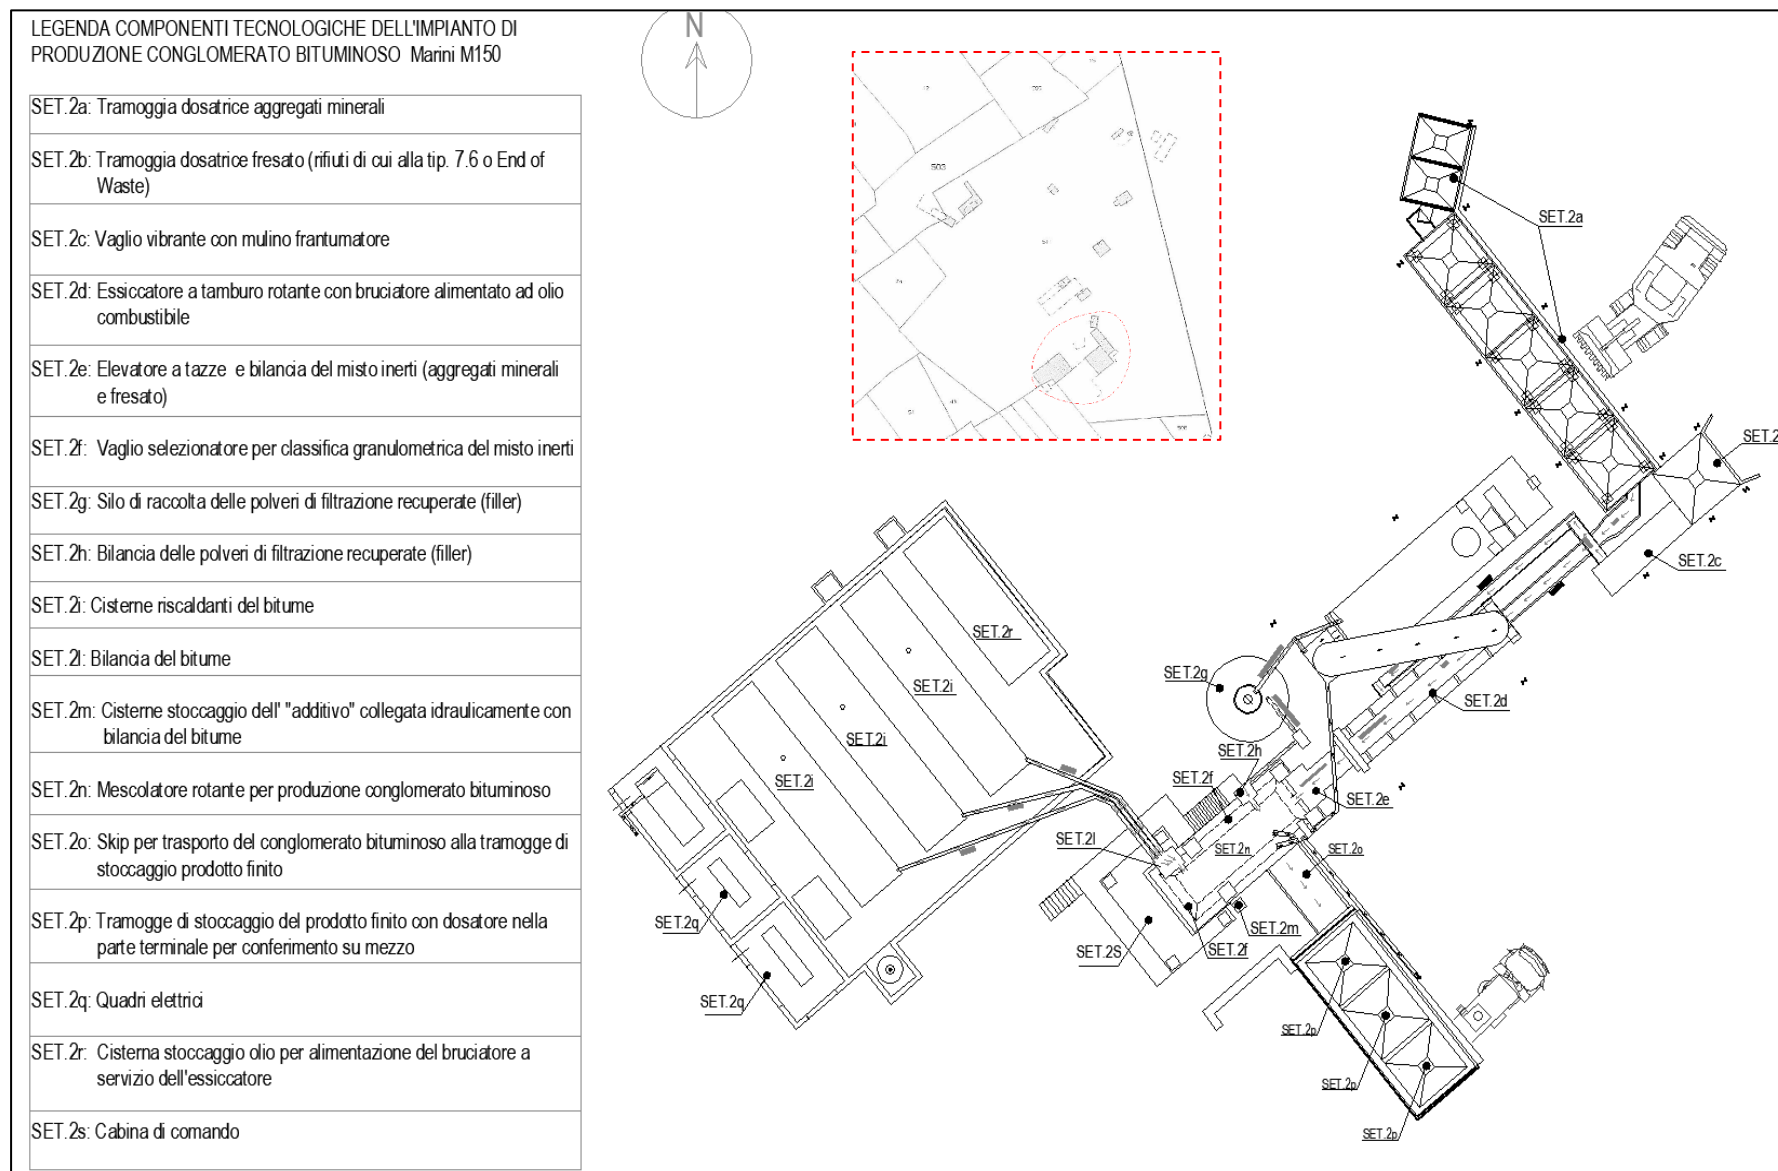 LEGENDA COMPONENTI TECNOLOGICHE DELL'IMPIANTO DI
PRODUZIONE CONGLOMERATO BITUMINOSO Marini M150
SET.2a: Tramoggia dosatrice aggregati minerali
SET.2b: Tramoggia dosatrice fresato (rifiuti di cui alla tip. 7.6 o End of
Waste)
SET.2c: Vaglio vibrante con mulino frantumatore
SET.2d: Essiccatore a tamburo rotante con bruciatore alimentato ad olio
combustibile
SET.2e: Elevatore a tazze e bilancia del misto inerti (aggregati minerali
e fresato)
SET.2f: Vaglio selezionatore per classifica granulometrica del misto inerti
SET.2g: Silo di raccolta delle polveri di filtrazione recuperate (filler)
SET.2h: Bilancia delle polveri di filtrazione recuperate (filler)
SET.2i: Cisterne riscaldanti del bitume
SET.2l: Bilancia del bitume
SET.2m: Cisterne stoccaggio dell' "additivo" collegata idraulicamente con
bilancia del bitume
SET.2n: Mescolatore rotante per produzione conglomerato bituminoso
SET.2o: Skip per trasporto del conglomerato bituminoso alla tramogge di
stoccaggio prodotto finito
SET.2p: Tramogge di stoccaggio del prodotto finito con dosatore nella
parte terminale per conferimento su mezzo
SET.2q: Quadri elettrici
SET.2r: Cisterna stoccaggio olio per alimentazione del bruciatore a
servizio dell'essiccatore
SET.2s: Cabina di comando
N
503
SET.2a
SET.2
SET.2c
SET.2r
SET.2g
SET.2i
SET.2d
SET.2i
SET.2h
SET.2i
SET.2f
SET.2e
SET.2l
SET.2n
SET.2o
SET.2q
SET.2m
SET.2S
SET.2f
SET.2q
SET.2p
SET.2p
SET.2p